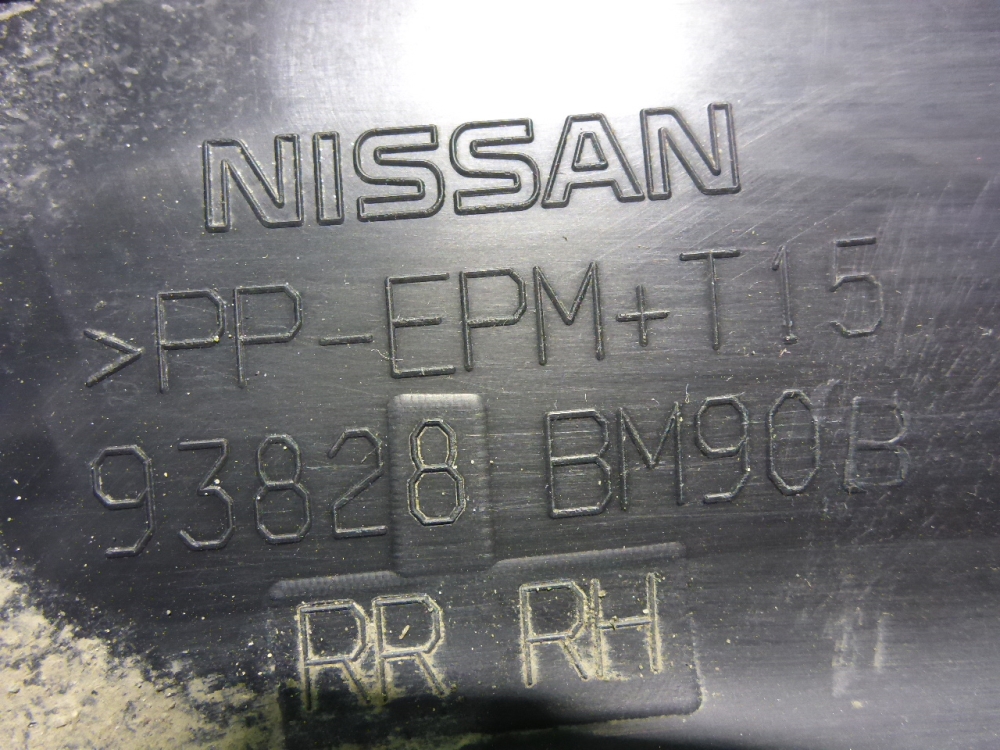 NISSAN
>PP-EPM+T15
93828 BM90B
RR RH